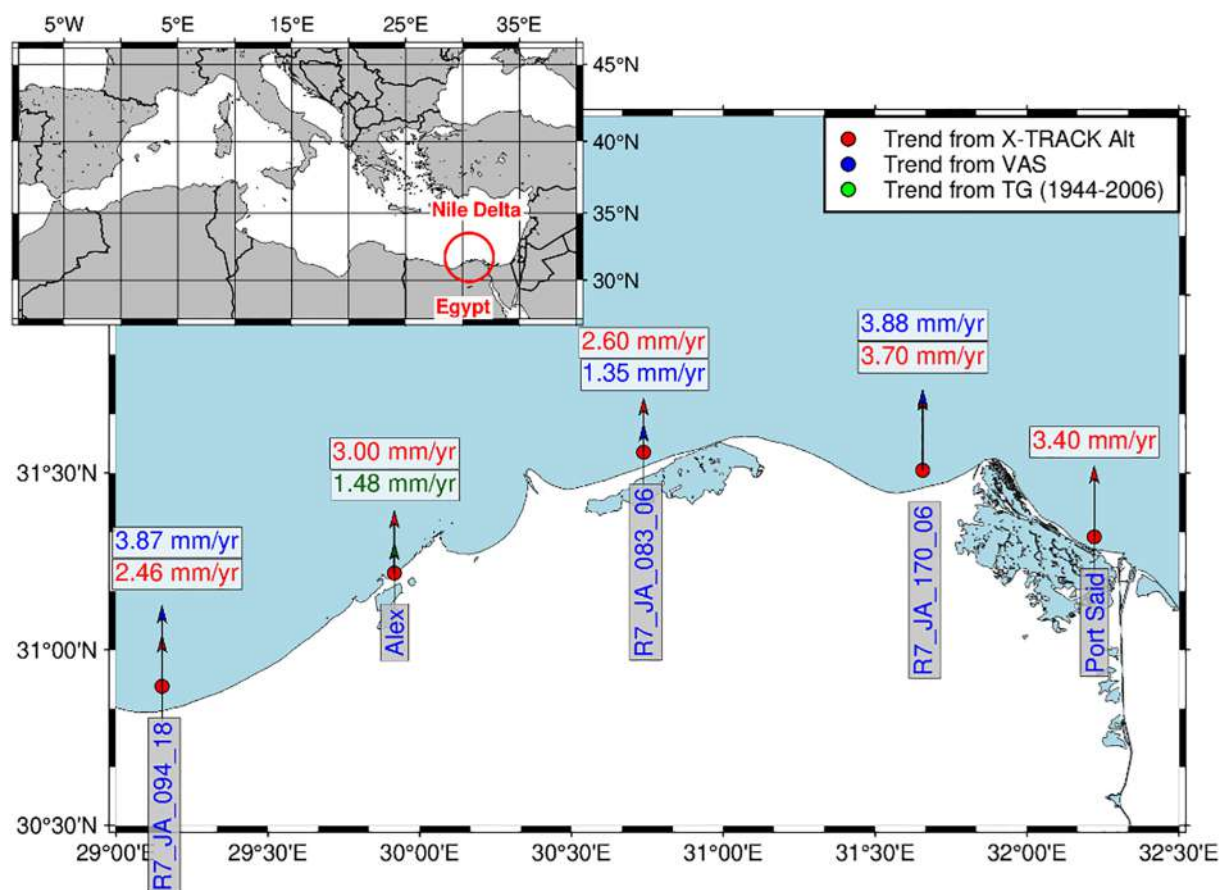 5°W 5°E 15°E 25°E 35°E
45°N
40°N
35°N
30°N
Nile Delta
Egypt
Trend from X-TRACK Alt
Trend from VAS
Trend from TG (1944-2006)
3.88 mm/yr
3.70 mm/yr
2.60 mm/yr
1.35 mm/yr
3.40 mm/yr
3.00 mm/yr
1.48 mm/yr
3.87 mm/yr
2.46 mm/yr
R7_JA_094_18
Alex
R7_JA_083_06
R7_JA_170_06
Port Said
31°30'N
31°00'N
30°30'N
29°00'E 29°30'E 30°00'E 30°30'E 31°00'E 31°30'E 32°00'E 32°30'E